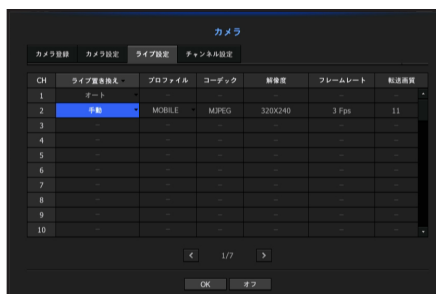 カメラ
カメラ登録 カメラ設定 ライブ設定 チャンネル設定
CH ライブ置き換え プロファイル コーデック 解像度 フレームレート 転送画質
1 オート -- -- -- -- --
2 手動 MOBILE MJPEG 320X240 3 Fps 11
3 -- -- -- -- -- --
4 -- -- -- -- -- --
5 -- -- -- -- -- --
6 -- -- -- -- -- --
7 -- -- -- -- -- --
8 -- -- -- -- -- --
9 -- -- -- -- -- --
10 -- -- -- -- -- --
< 1/7 >
OK オフ